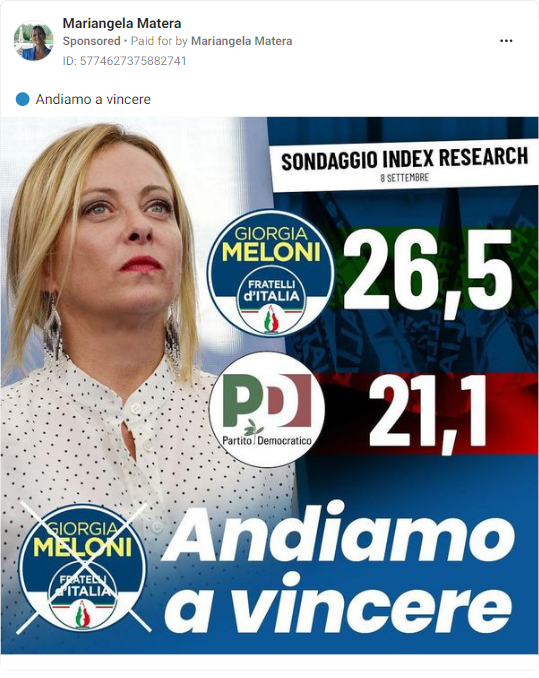 Mariangela Matera
Sponsored • Paid for by Mariangela Matera
ID: 5774627375882741
Andiamo a vincere
SONDAGGIO INDEX RESEARCH
8 SETTEMBRE
GIORGIA
MELONI
FRATELLI
d'ITALIA
26,5
PD
Partito Democratico
21,1
GIORGIA
MELONI
FRATELLI
d'ITALIA
Andiamo
a vincere